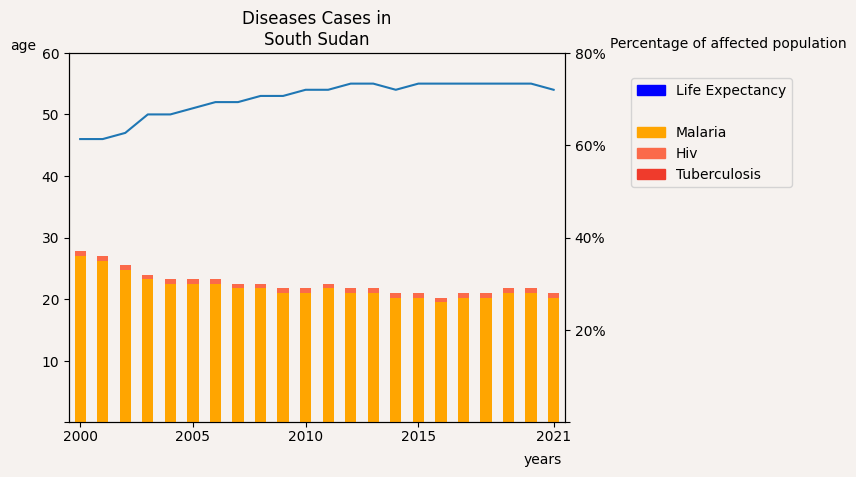 Diseases Cases in
South Sudan
age
Percentage of affected population
60
50
40
30
20
10
80%
60%
40%
20%
Life Expectancy
Malaria
Hiv
Tuberculosis
2000
2005
2010
2015
2021
years